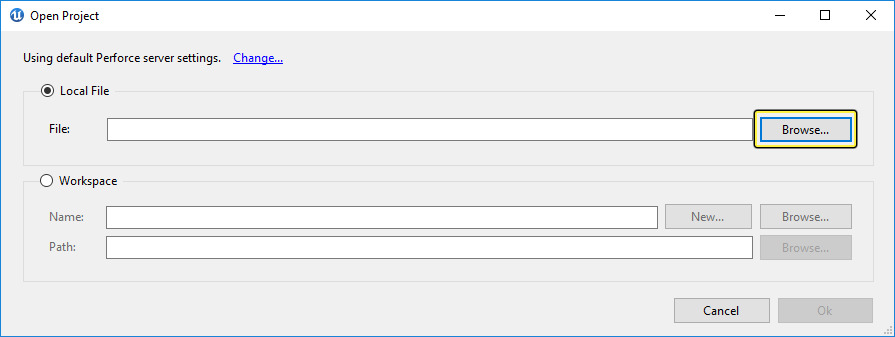 Open Project
Using default Perforce server settings. Change...
Local File
File: Browse...
Workspace
Name: New... Browse...
Path: Browse...
Cancel Ok